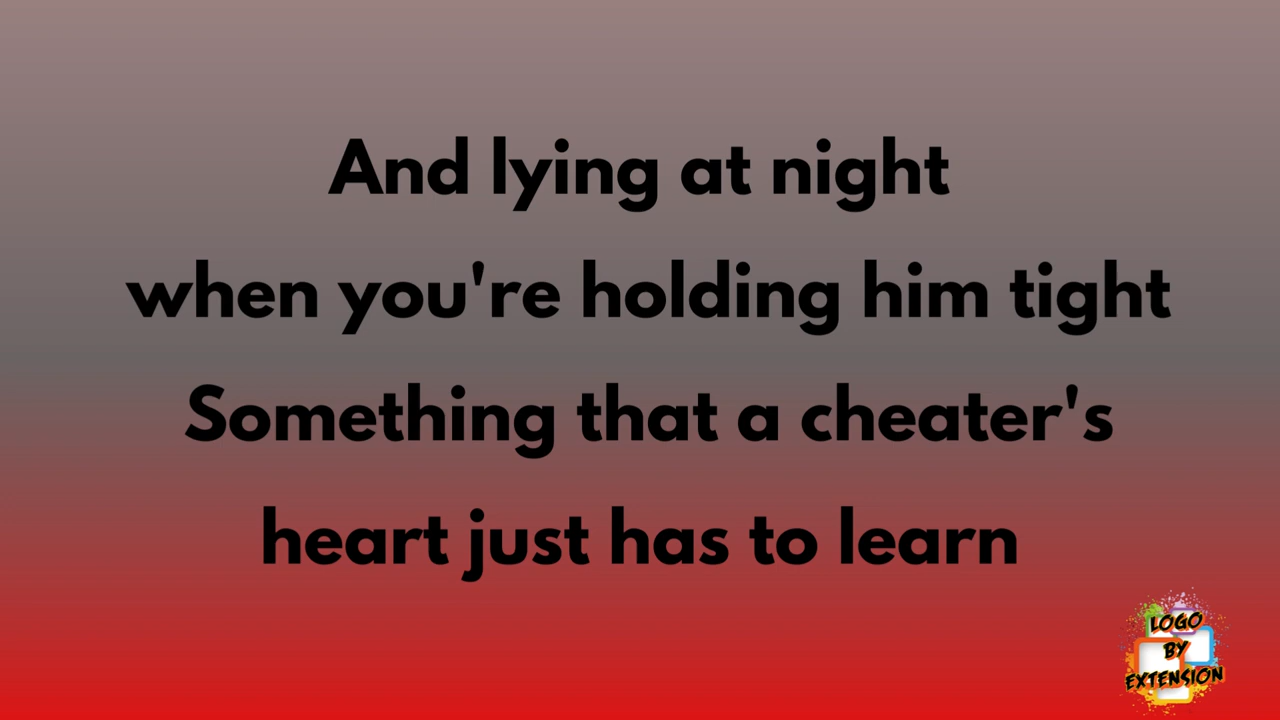 And lying at night
when you're holding him tight
Something that a cheater's
heart just has to learn
LOGO
BY
EXTENSION